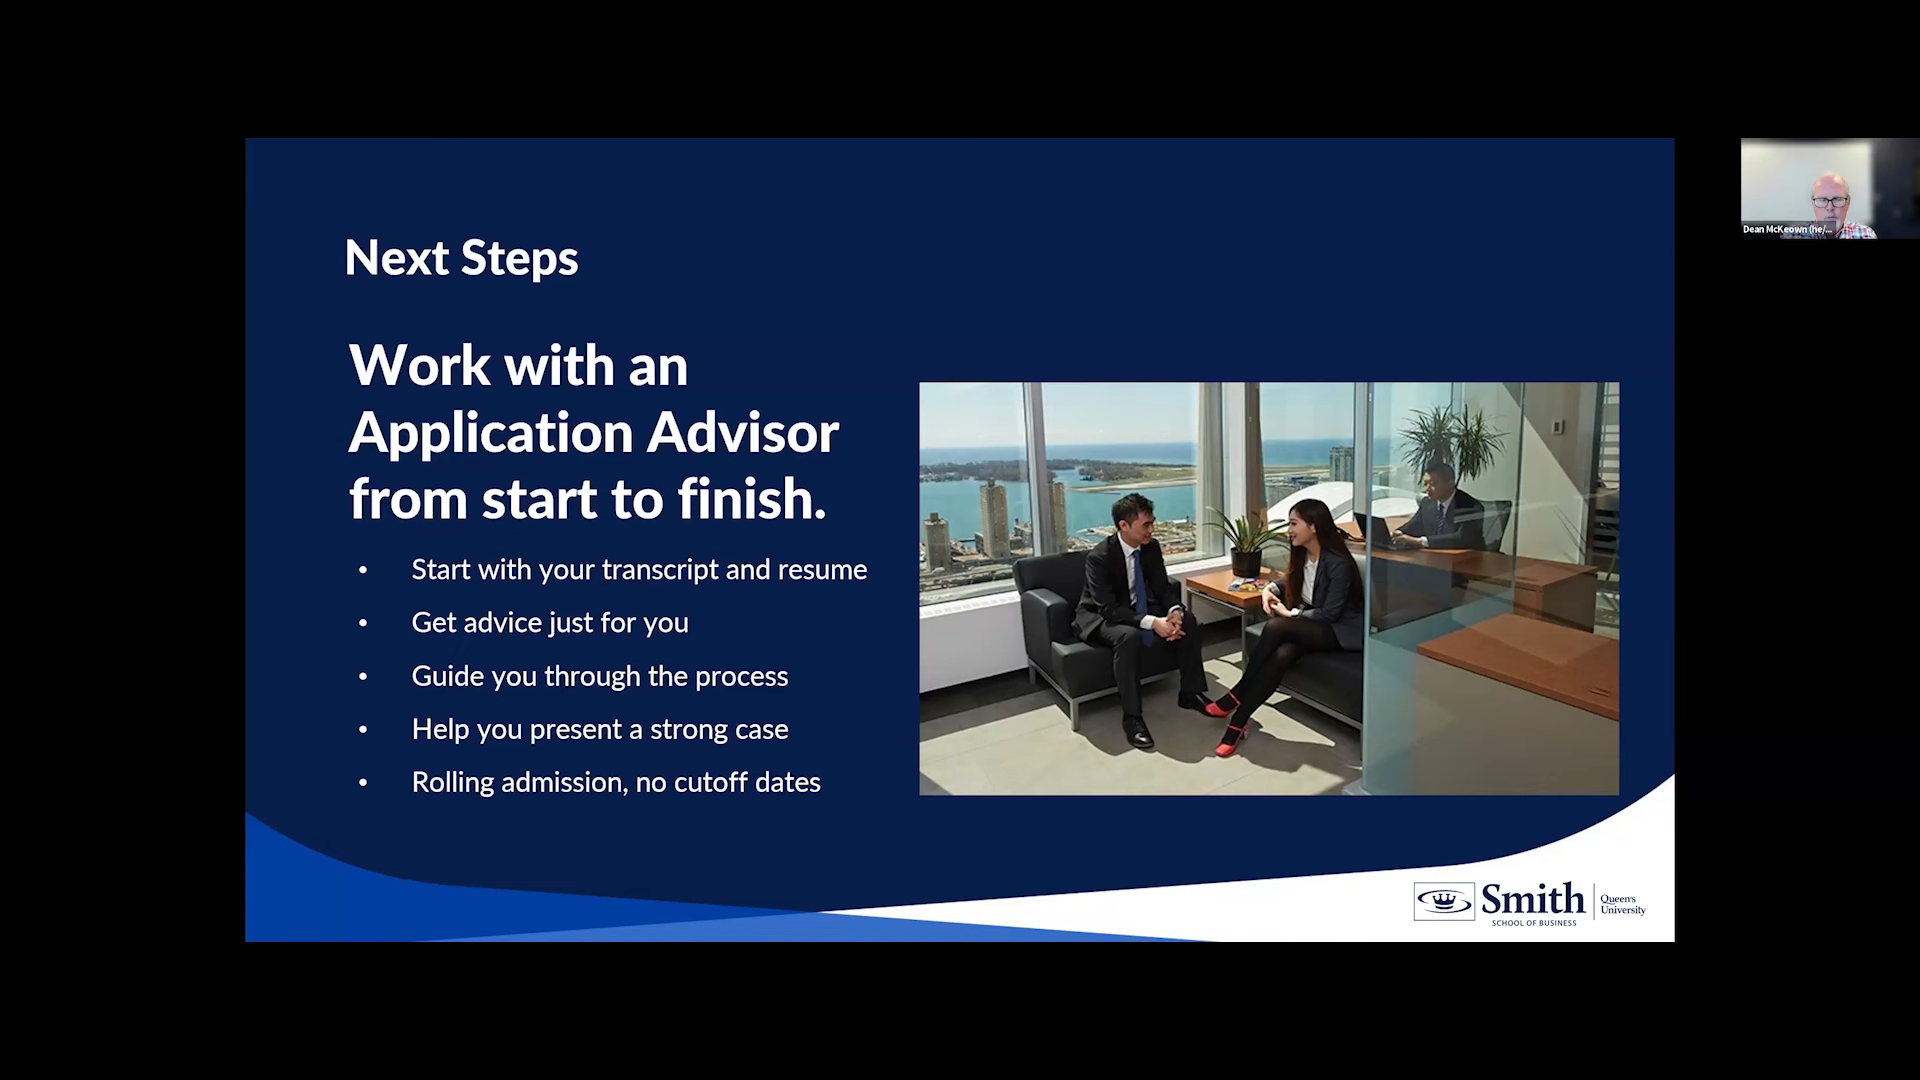 Next Steps
Work with an
Application Advisor
from start to finish.
• Start with your transcript and resume
• Get advice just for you
• Guide you through the process
• Help you present a strong case
• Rolling admission, no cutoff dates
Dean McKeown (he/...
Smith
SCHOOL OF BUSINESS
Queen's
University